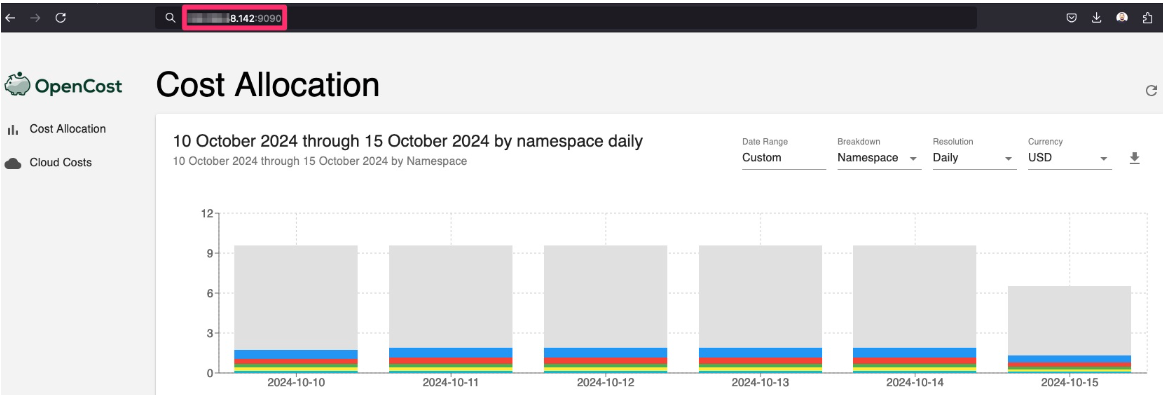 8.142:9090
OpenCost
Cost Allocation
Cloud Costs
Cost Allocation
10 October 2024 through 15 October 2024 by namespace daily
10 October 2024 through 15 October 2024 by Namespace
Date Range
Custom
Breakdown
Namespace
Resolution
Daily
Currency
USD
12
9
6
3
0
2024-10-10
2024-10-11
2024-10-12
2024-10-13
2024-10-14
2024-10-15